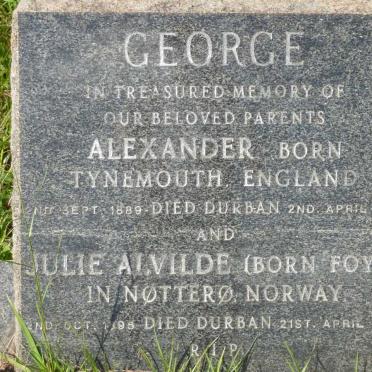 GEORGE
IN TREASURED MEMORY OF
OUR BELOVED PARENTS
ALEXANDER BORN
TYNEMOUTH, ENGLAND
SEPT. 1889 DIED DURBAN 2ND. APRIL
AND
JULIE ALVILDE (BORN FOY
IN NØTTERØ, NORWAY,
OCT. 1895 DIED DURBAN 21ST. APRIL
R.I.P.